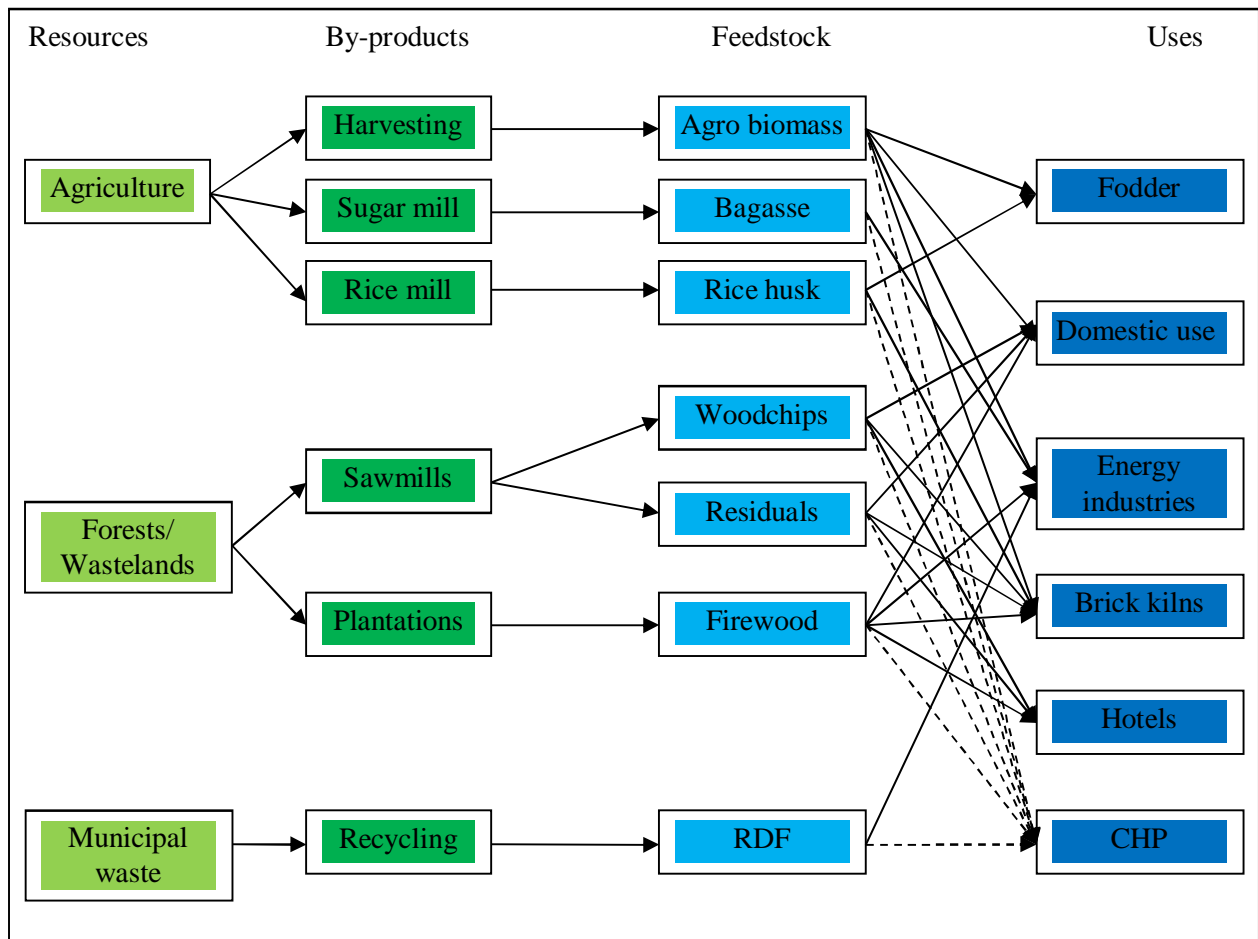 Resources
By-products
Feedstock
Uses
Harvesting
Agro biomass
Agriculture
Fodder
Sugar mill
Bagasse
Rice mill
Rice husk
Domestic use
Woodchips
Sawmills
Energy
industries
Residuals
Forests/
Wastelands
Brick kilns
Plantations
Firewood
Hotels
Municipal
waste
Recycling
RDF
CHP